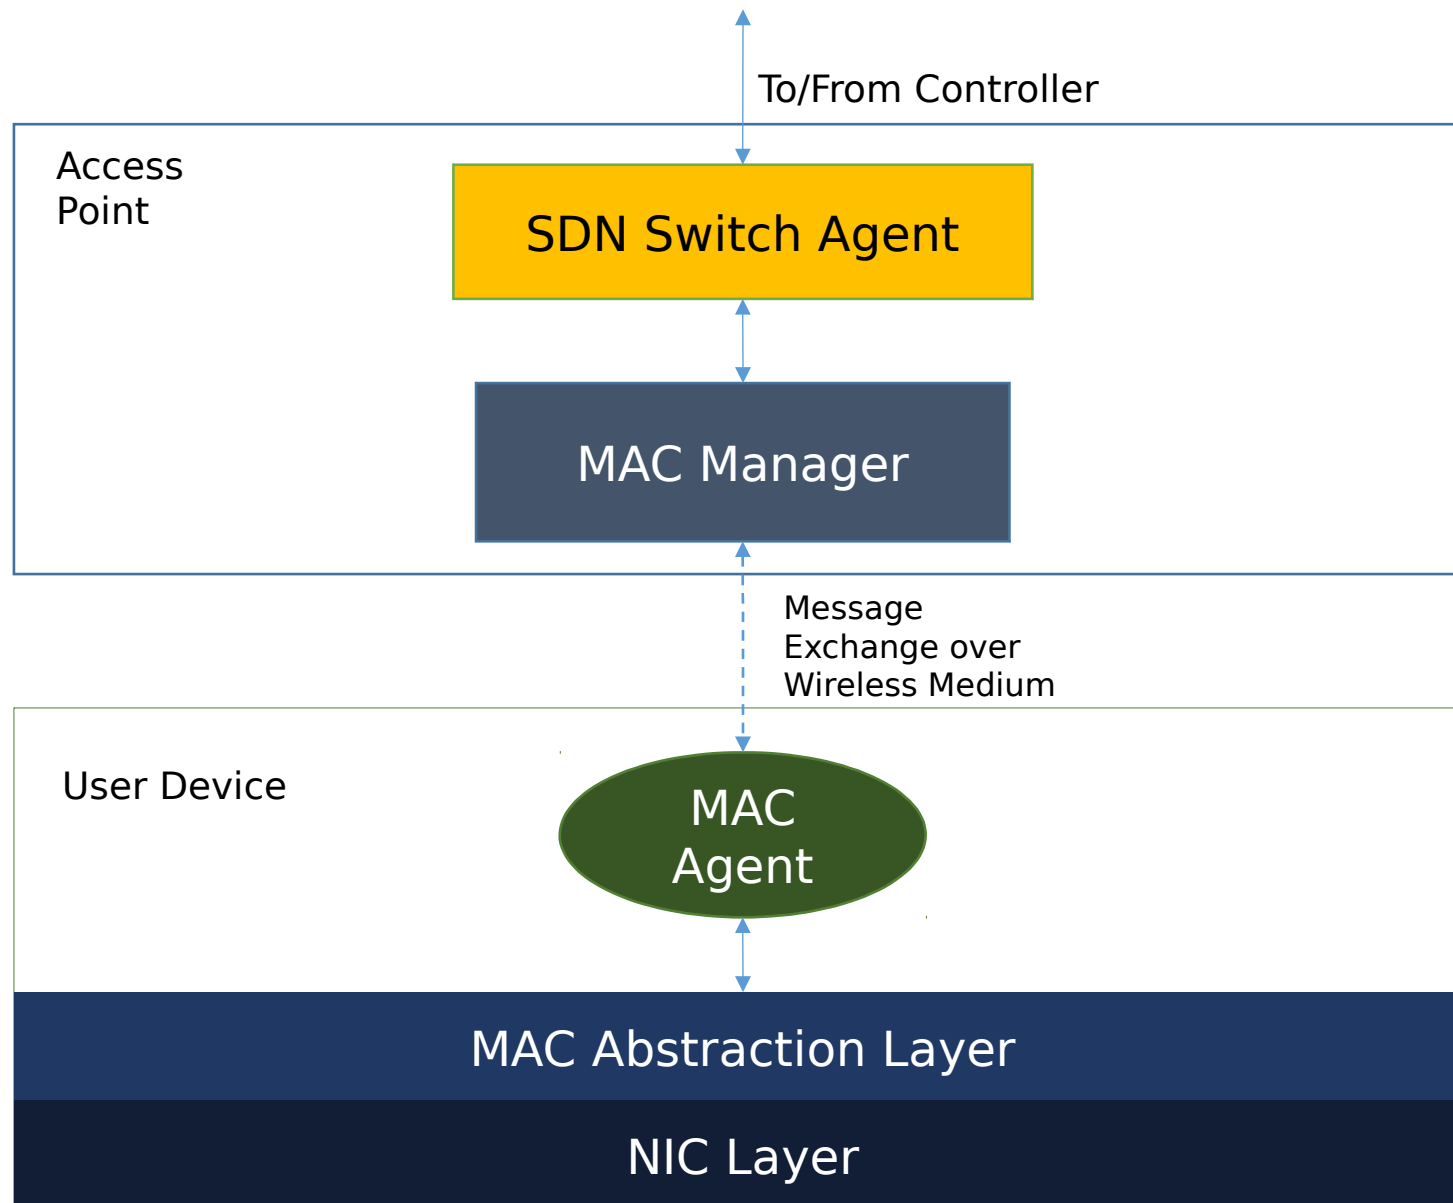 To/From Controller
Access
Point
SDN Switch Agent
MAC Manager
Message
Exchange over
Wireless Medium
User Device
MAC
Agent
MAC Abstraction Layer
NIC Layer